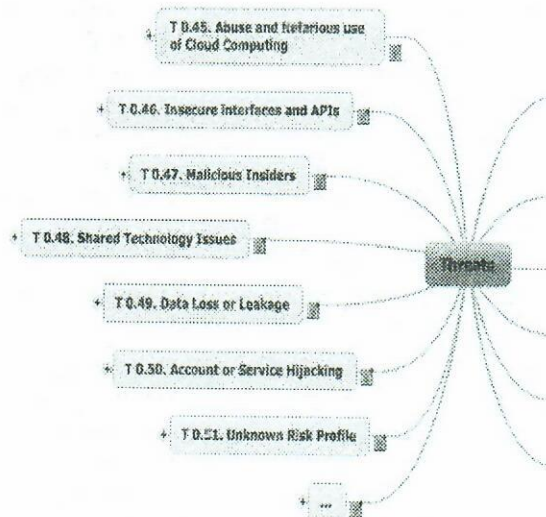 T 0.45. Abuse and Nefarious use
of Cloud Computing
T 0.46. Insecure Interfaces and APIs
T 0.47. Malicious Insiders
T 0.48. Shared Technology Issues
Threats
T 0.49. Data Loss or Leakage
T 0.50. Account or Service Hijacking
T 0.51. Unknown Risk Profile
...